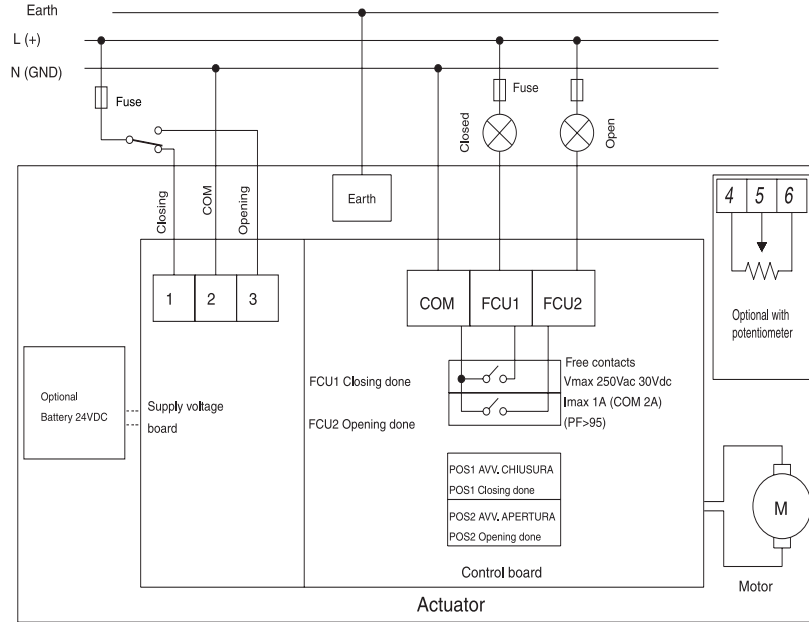 Earth
L (+)
N (GND)
Fuse
Fuse
Closed
Open
Closing
COM
Opening
Earth
4 5 6
Optional with
potentiometer
1 2 3
COM FCU1 FCU2
Free contacts
Vmax 250Vac 30Vdc
Imax 1A (COM 2A)
(PF>95)
FCU1 Closing done
FCU2 Opening done
Optional
Battery 24VDC
Supply voltage
board
POS1 AVV. CHIUSURA
POS1 Closing done
POS2 AVV. APERTURA
POS2 Opening done
M
Motor
Control board
Actuator